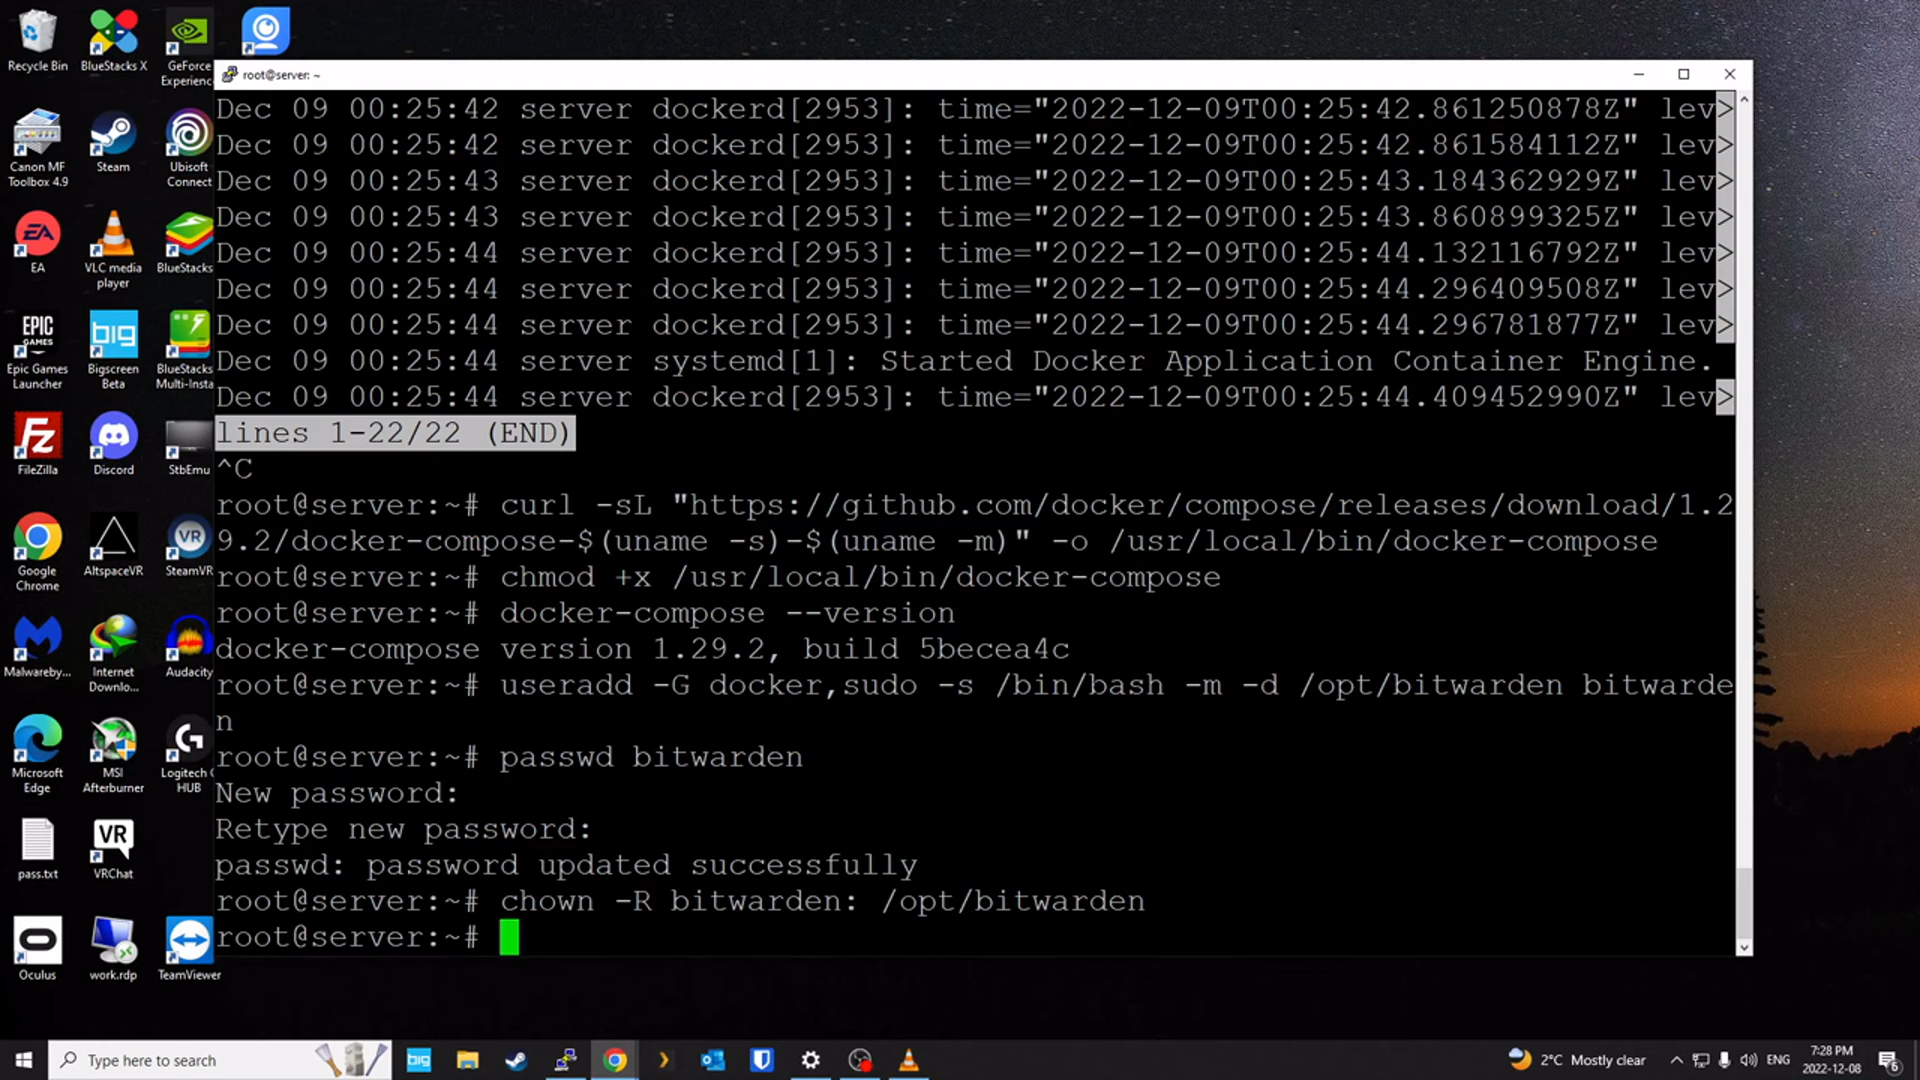 Recycle Bin
BlueStacks X
GeForce
Experience
root@server: ~
Canon MF
Toolbox 4.9
Steam
Ubisoft
Connect
EA
VLC media
player
BlueStacks
EPIC
GAMES
Epic Games
Launcher
big
Bigscreen
Beta
BlueStacks
Multi-Insta
Fz
FileZilla
Discord
StbEmu
Google
Chrome
AltspaceVR
VR
SteamVR
Malwareby...
Internet
Downlo...
Audacity
Microsoft
Edge
MSI
Afterburner
Logitech G
HUB
pass.txt
VR
VRChat
Oculus
work.rdp
TeamViewer
Dec 09 00:25:42 server dockerd[2953]: time="2022-12-09T00:25:42.861250878Z" lev>
Dec 09 00:25:42 server dockerd[2953]: time="2022-12-09T00:25:42.861584112Z" lev>
Dec 09 00:25:43 server dockerd[2953]: time="2022-12-09T00:25:43.184362929Z" lev>
Dec 09 00:25:43 server dockerd[2953]: time="2022-12-09T00:25:43.860899325Z" lev>
Dec 09 00:25:44 server dockerd[2953]: time="2022-12-09T00:25:44.132116792Z" lev>
Dec 09 00:25:44 server dockerd[2953]: time="2022-12-09T00:25:44.296409508Z" lev>
Dec 09 00:25:44 server dockerd[2953]: time="2022-12-09T00:25:44.296781877Z" lev>
Dec 09 00:25:44 server systemd[1]: Started Docker Application Container Engine.
Dec 09 00:25:44 server dockerd[2953]: time="2022-12-09T00:25:44.409452990Z" lev>
lines 1-22/22 (END)
^C
root@server:~# curl -sL "https://github.com/docker/compose/releases/download/1.2
9.2/docker-compose-$(uname -s)-$(uname -m)" -o /usr/local/bin/docker-compose
root@server:~# chmod +x /usr/local/bin/docker-compose
root@server:~# docker-compose --version
docker-compose version 1.29.2, build 5becea4c
root@server:~# useradd -G docker,sudo -s /bin/bash -m -d /opt/bitwarden bitwarde
n
root@server:~# passwd bitwarden
New password:
Retype new password:
passwd: password updated successfully
root@server:~# chown -R bitwarden: /opt/bitwarden
root@server:~#
Type here to search
big
2°C Mostly clear
ENG
7:28 PM
2022-12-08
6